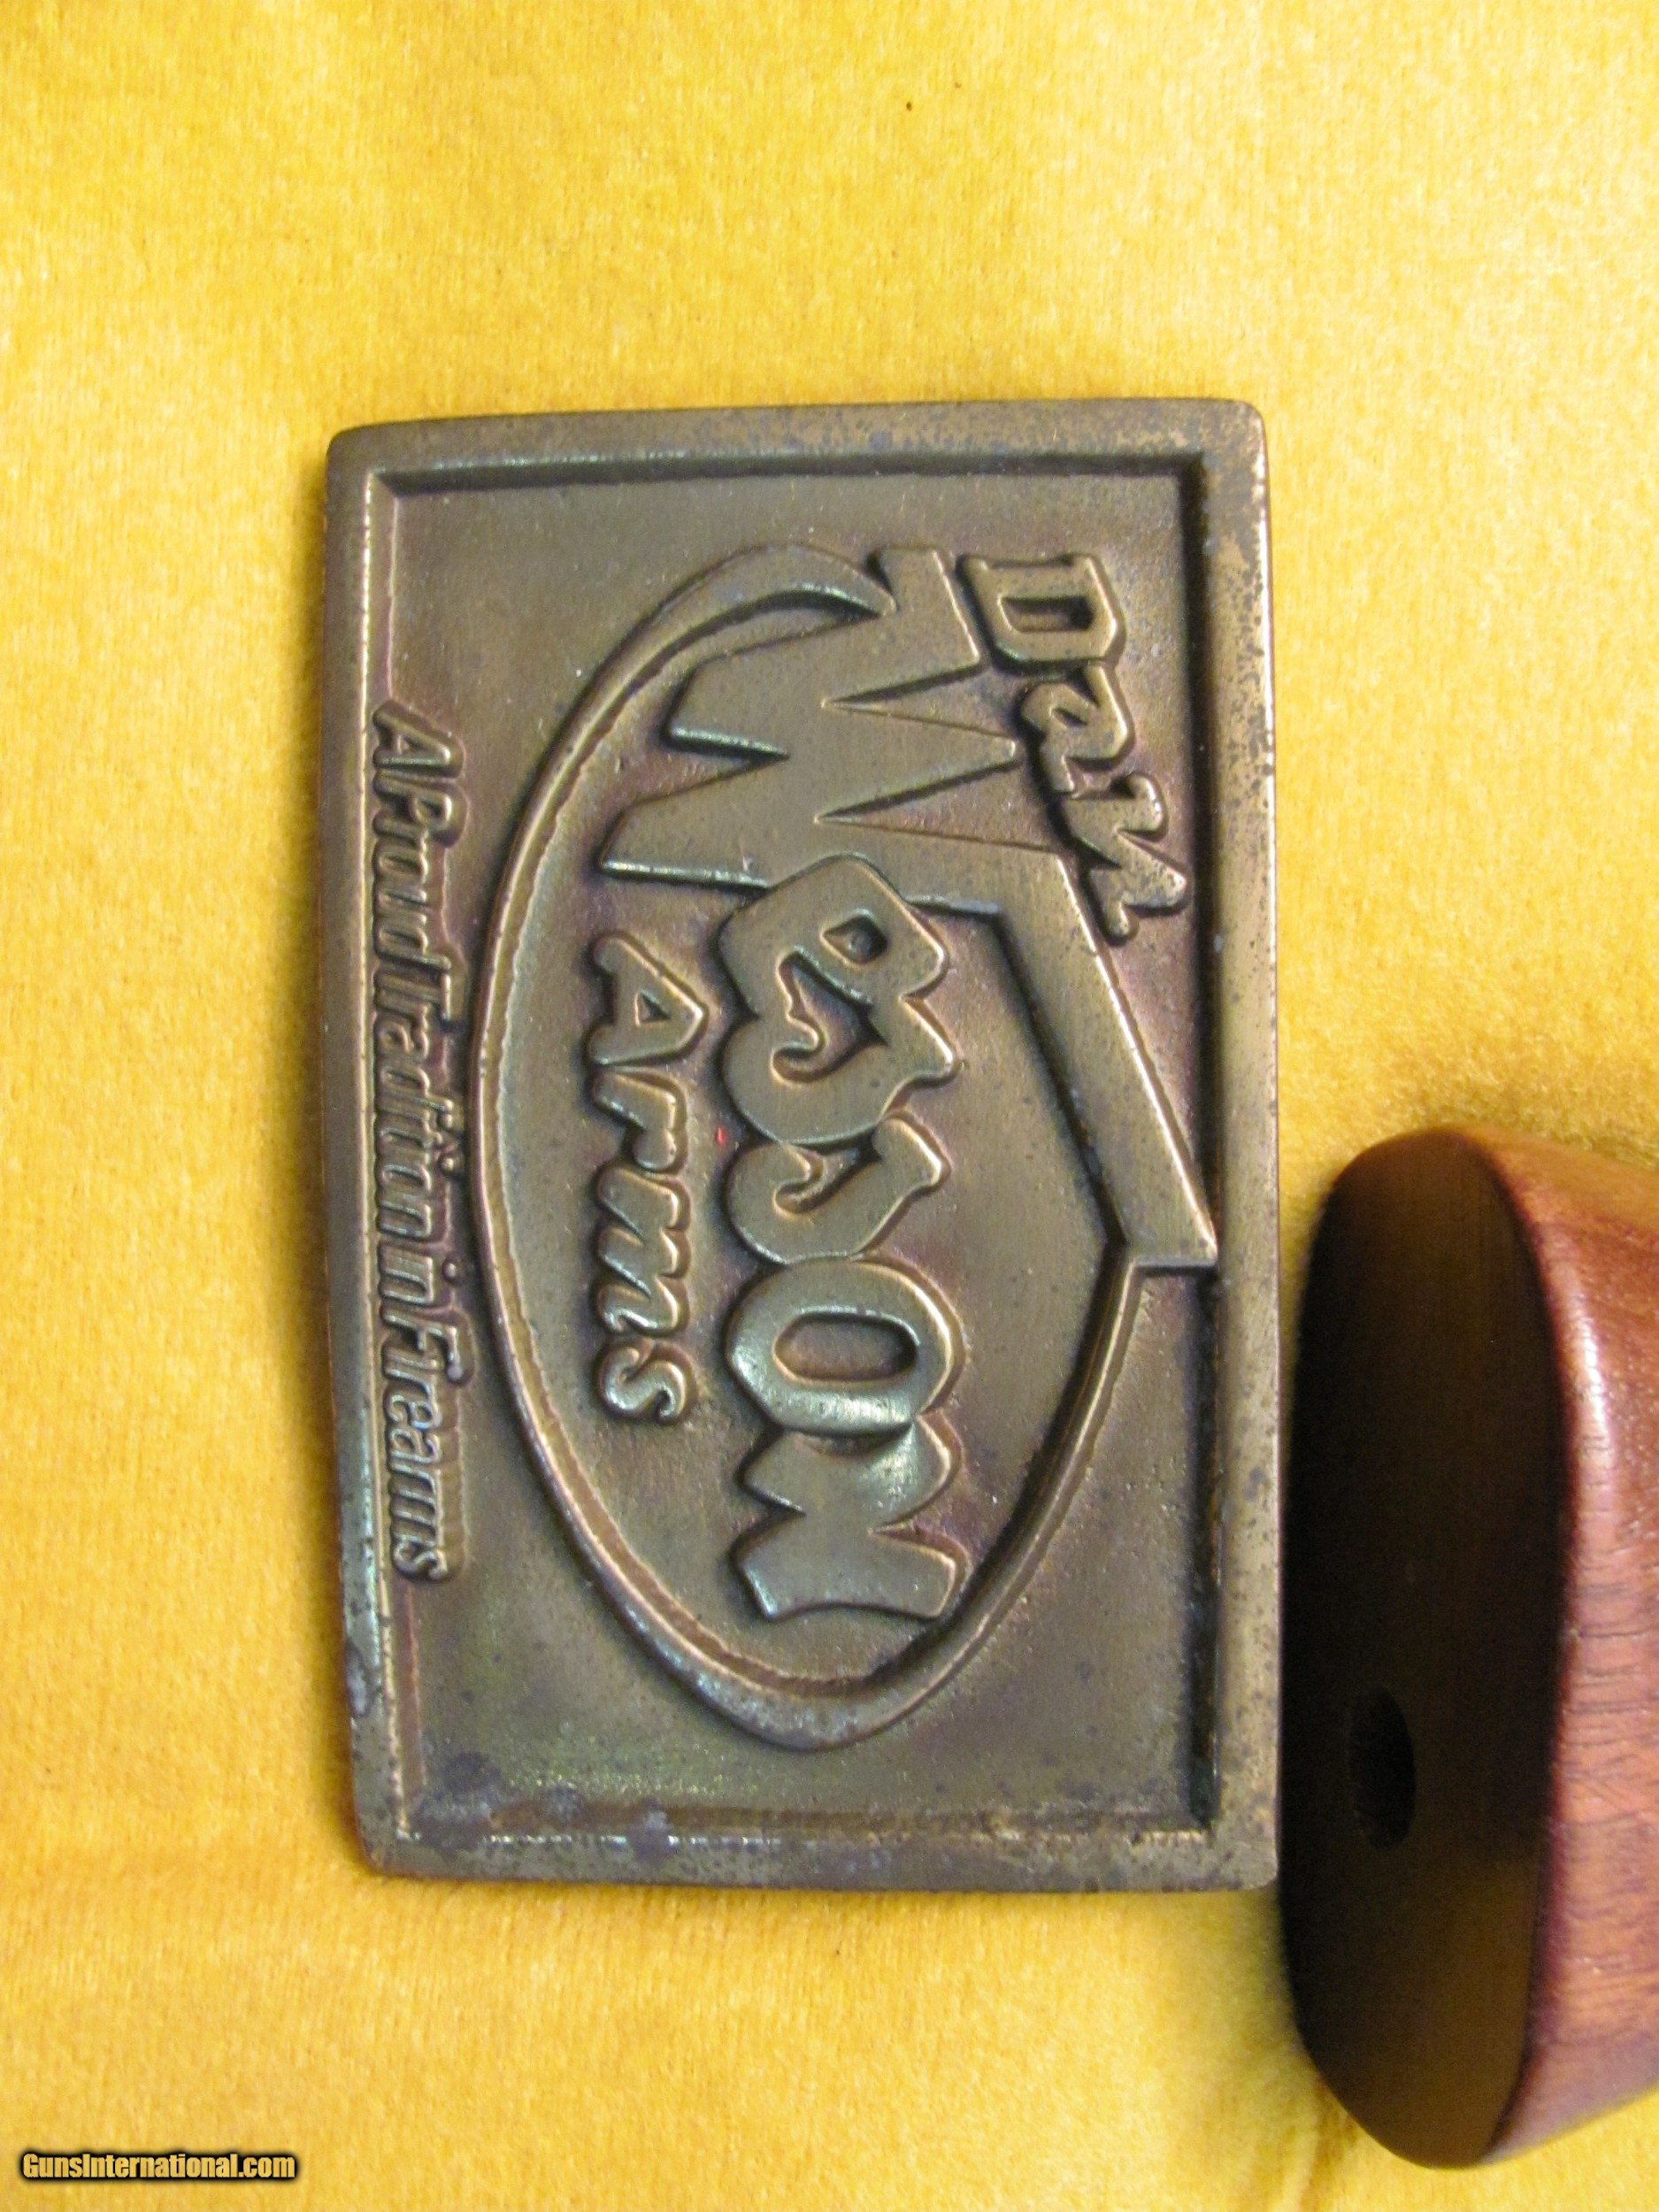 Dan
Wesson
Arms
A Proud Tradition in Firearms
GunsInternational.com